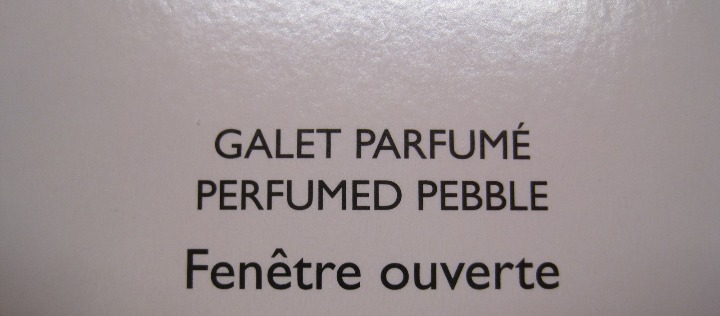 GALET PARFUMÉ
PERFUMED PEBBLE
Fenêtre ouverte